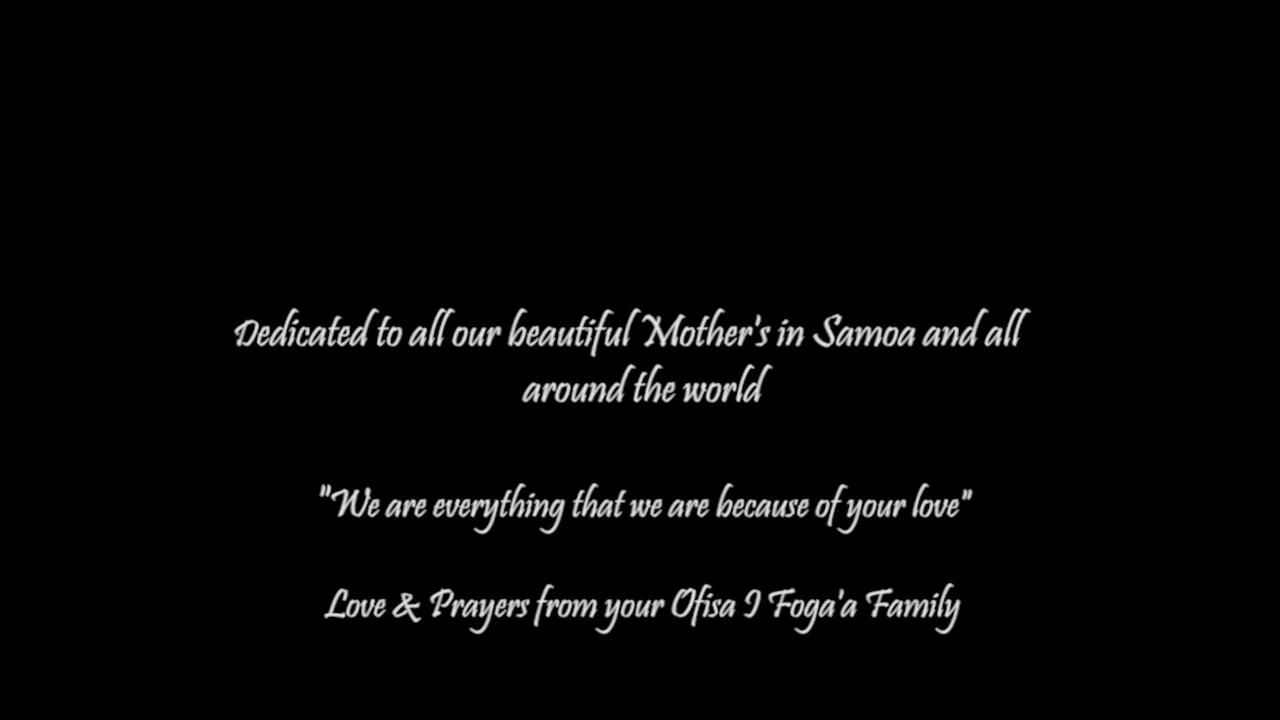 Dedicated to all our beautiful Mother's in Samoa and all
around the world
"We are everything that we are because of your love"
Love & Prayers from your Ofisa I Foga'a Family